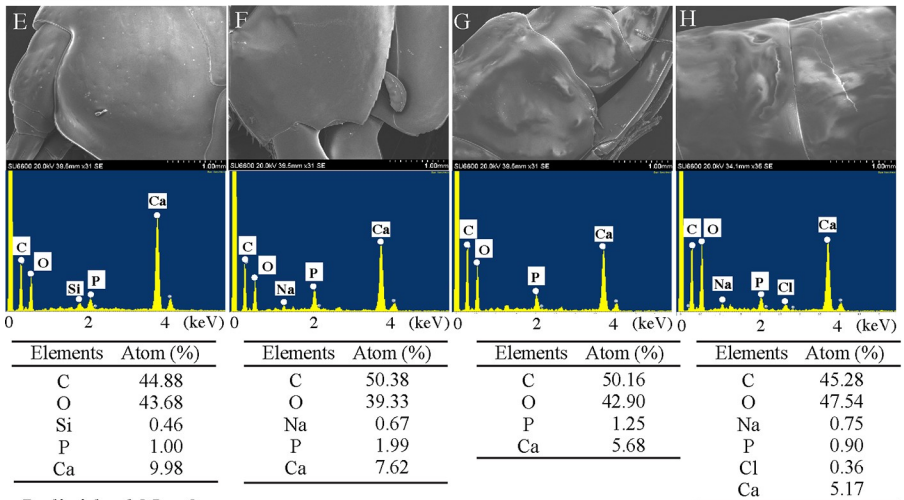 E F G H
SU6600 20.0kV 39.5mm x31 SE 1.00mm
SU6600 20.0kV 39.5mm x31 SE 1.00mm
SU6600 20.0kV 39.5mm x31 SE 1.00mm
SU6600 20.0kV 34.1mm x35 SE 1.00mm
C O Si P Ca
C O Na P Ca
C O P Ca
C O Na P Cl Ca
0 2 4 (keV)
0 2 4 (keV)
0 2 4 (keV)
0 2 4 (keV)
Elements Atom (%)
C 44.88
O 43.68
Si 0.46
P 1.00
Ca 9.98
Elements Atom (%)
C 50.38
O 39.33
Na 0.67
P 1.99
Ca 7.62
Elements Atom (%)
C 50.16
O 42.90
P 1.25
Ca 5.68
Elements Atom (%)
C 45.28
O 47.54
Na 0.75
P 0.90
Cl 0.36
Ca 5.17